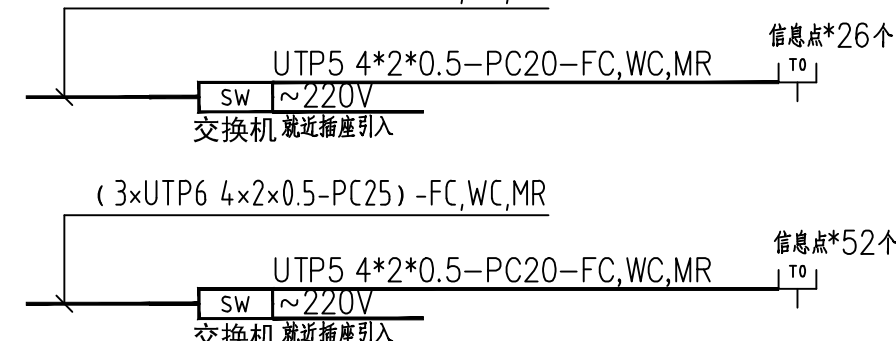 信息点*26个
UTP5 4*2*0.5-PC20-FC,WC,MR
TO
SW ~220V
交换机 就近插座引入
(3×UTP6 4×2×0.5-PC25)-FC,WC,MR
信息点*52个
UTP5 4*2*0.5-PC20-FC,WC,MR
TO
SW ~220V
交换机 就近插座引入